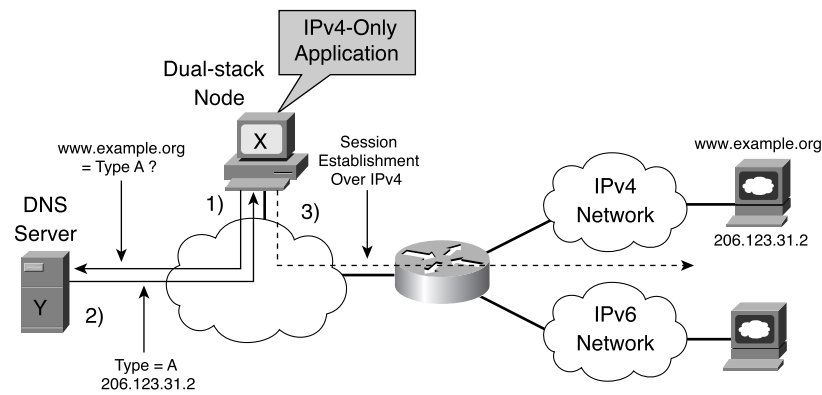 IPv4-Only
Application
Dual-stack
Node
X
www.example.org
= Type A ?
Session
Establishment
Over IPv4
www.example.org
IPv4
Network
206.123.31.2
DNS
Server
1)
3)
Y
2)
IPv6
Network
Type = A
206.123.31.2